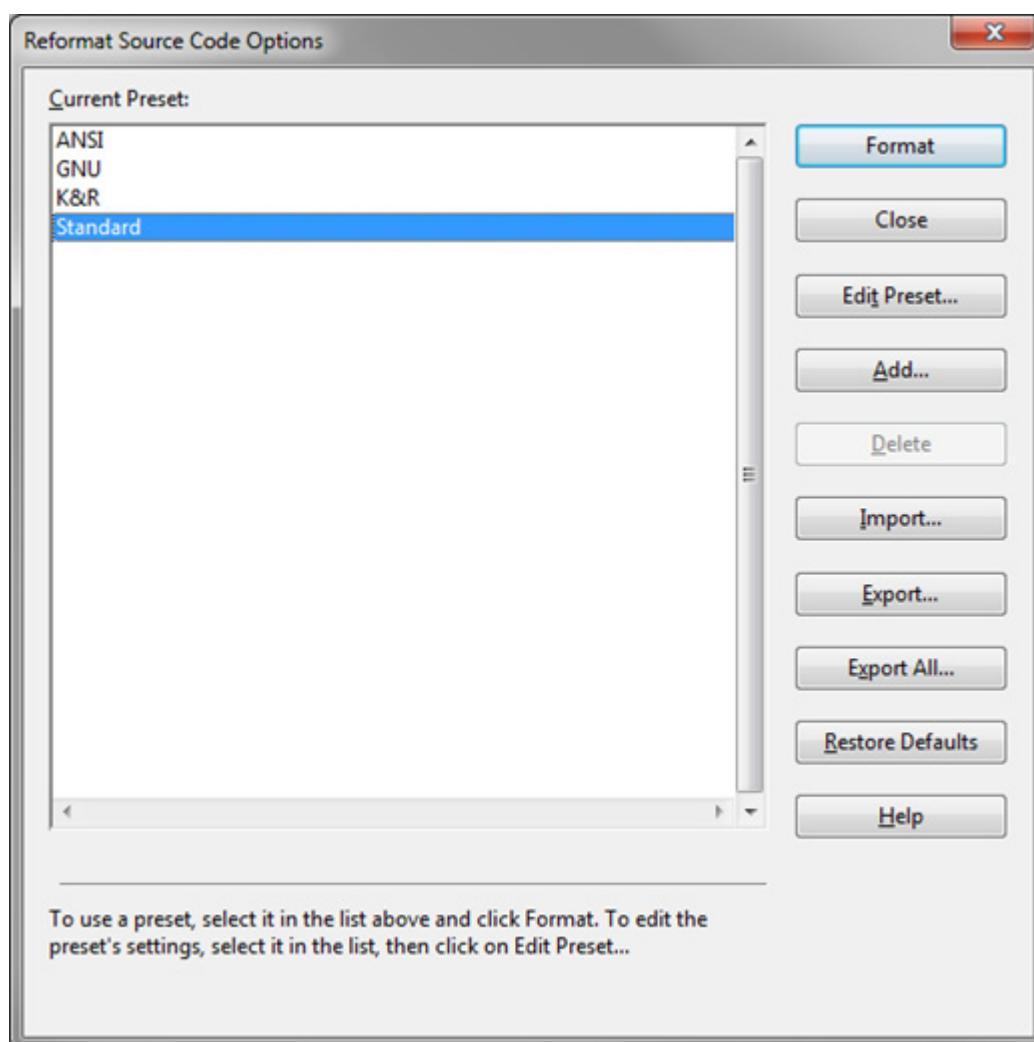 Reformat Source Code Options
Current Preset:
ANSI
GNU
K&R
Standard
Format
Close
Edit Preset...
Add...
Delete
Import...
Export...
Export All...
Restore Defaults
Help
To use a preset, select it in the list above and click Format. To edit the
preset's settings, select it in the list, then click on Edit Preset...